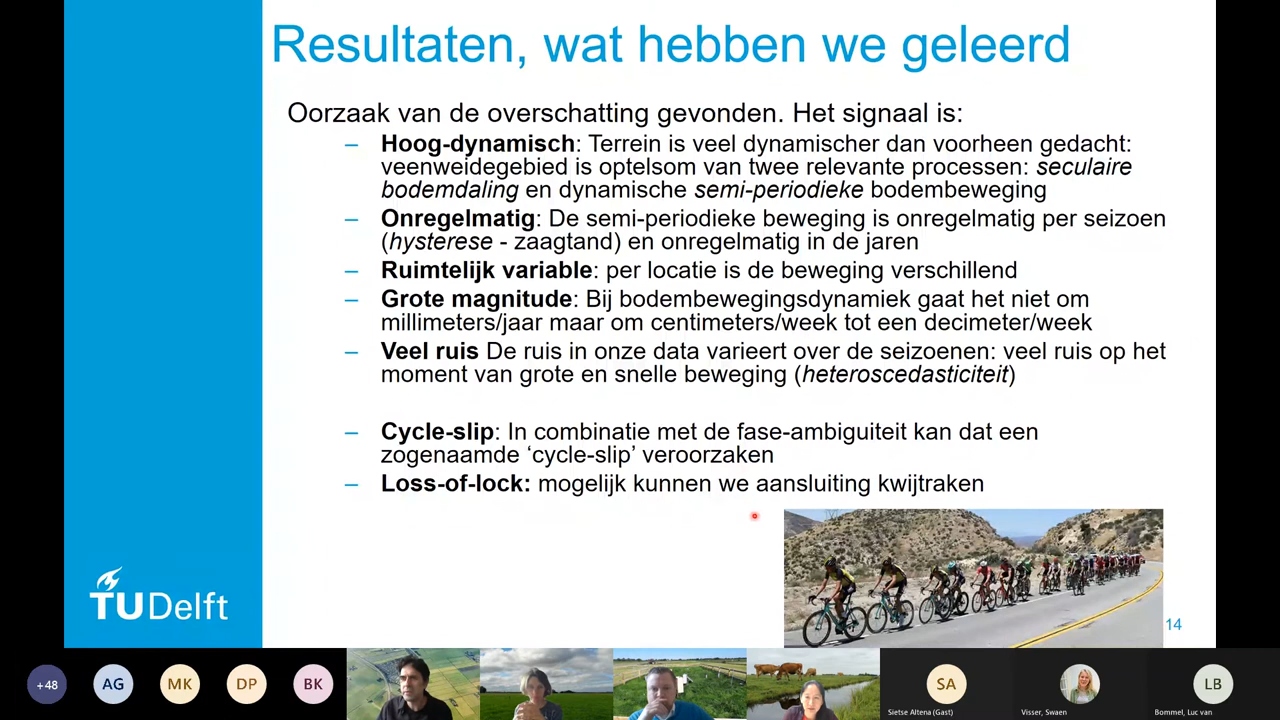 Resultaten, wat hebben we geleerd
Oorzaak van de overschatting gevonden. Het signaal is:
– Hoog-dynamisch: Terrein is veel dynamischer dan voorheen gedacht:
veenweidegebied is optelsom van twee relevante processen: seculaire
bodemdaling en dynamische semi-periodieke bodembeweging
– Onregelmatig: De semi-periodieke beweging is onregelmatig per seizoen
(hysterese - zaagtand) en onregelmatig in de jaren
– Ruimtelijk variable: per locatie is de beweging verschillend
– Grote magnitude: Bij bodembewegingsdynamiek gaat het niet om
millimeters/jaar maar om centimeters/week tot een decimeter/week
– Veel ruis De ruis in onze data varieert over de seizoenen: veel ruis op het
moment van grote en snelle beweging (heteroscedasticiteit)
– Cycle-slip: In combinatie met de fase-ambiguiteit kan dat een
zogenaamde ‘cycle-slip’ veroorzaken
– Loss-of-lock: mogelijk kunnen we aansluiting kwijtraken
TUDelft
14
+48
AG
MK
DP
BK
SA
LB
Sietse Altena (Gast)
Visser, Swaen
Bommel, Luc van